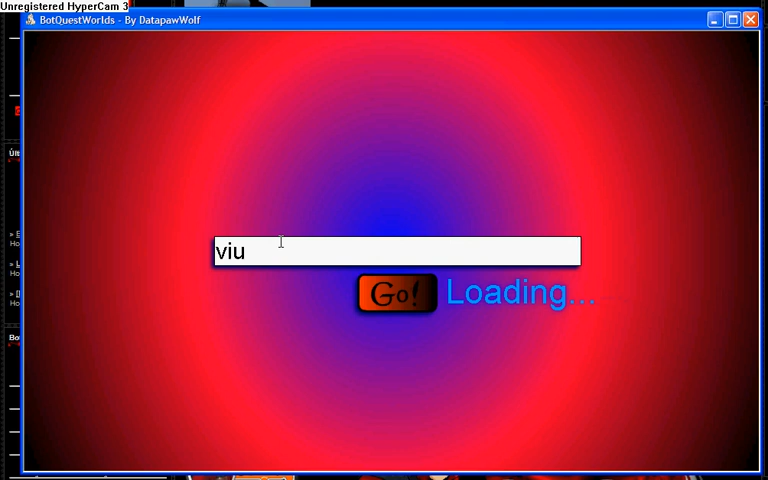 Unregistered HyperCam 3
BotQuestWorlds - By DatapawWolf
viu
Go! Loading...